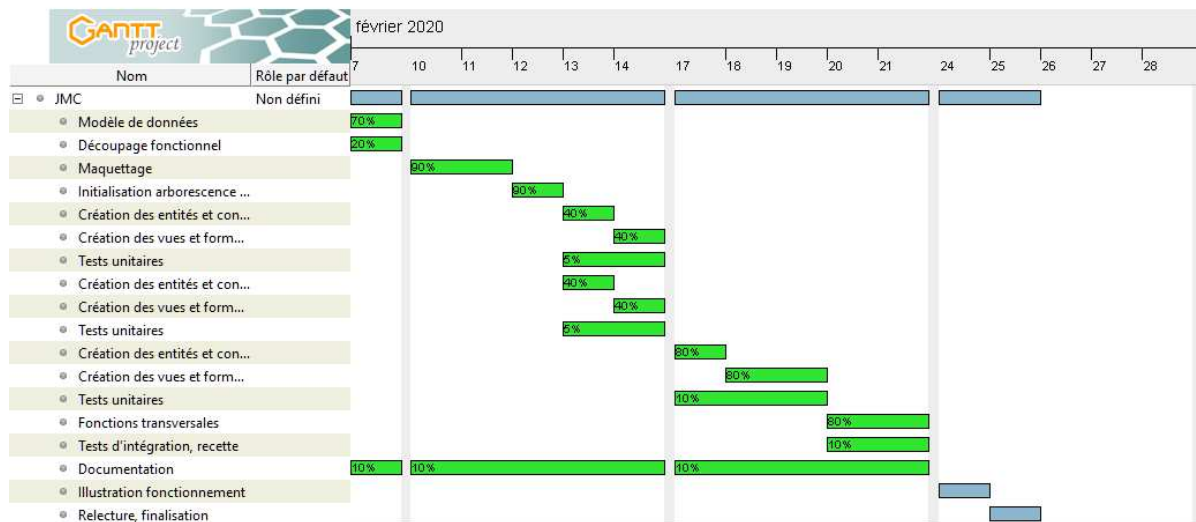 GANTT project
février 2020
7 10 11 12 13 14 17 18 19 20 21 24 25 26 27 28
Nom Rôle par défaut
JMC Non défini
Modèle de données 70%
Découpage fonctionnel 20%
Maquettage 90%
Initialisation arborescence ... 90%
Création des entités et con... 40%
Création des vues et form... 40%
Tests unitaires 5%
Création des entités et con... 40%
Création des vues et form... 40%
Tests unitaires 5%
Création des entités et con... 80%
Création des vues et form... 80%
Tests unitaires 10%
Fonctions transversales 80%
Tests d'intégration, recette 10%
Documentation 10% 10% 10%
Illustration fonctionnement
Relecture, finalisation